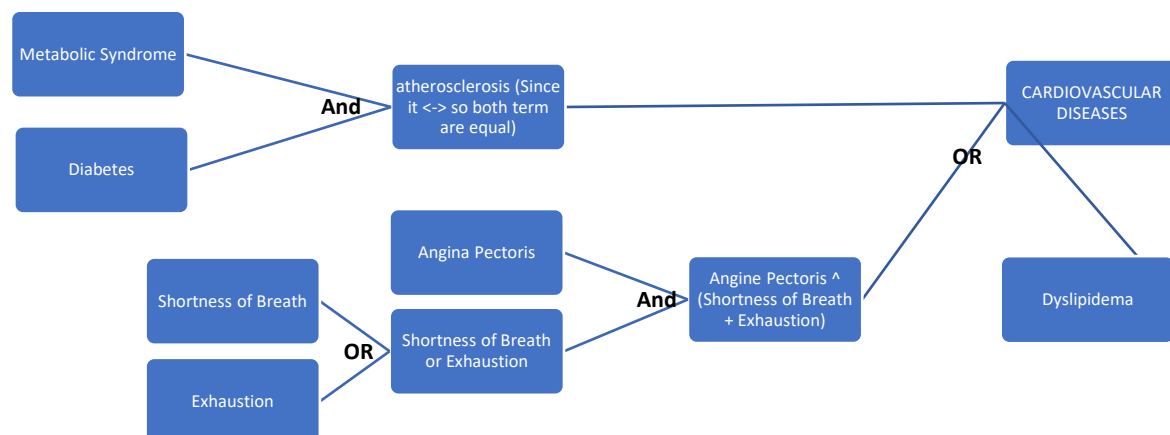 Metabolic Syndrome
And
atherosclerosis (Since
it <-> so both term
are equal)
CARDIOVASCULAR
DISEASES
Diabetes
OR
Angina Pectoris
Shortness of Breath
OR
Exhaustion
Shortness of Breath
or Exhaustion
And
Angine Pectoris ^
(Shortness of Breath
+ Exhaustion)
Dyslipidema